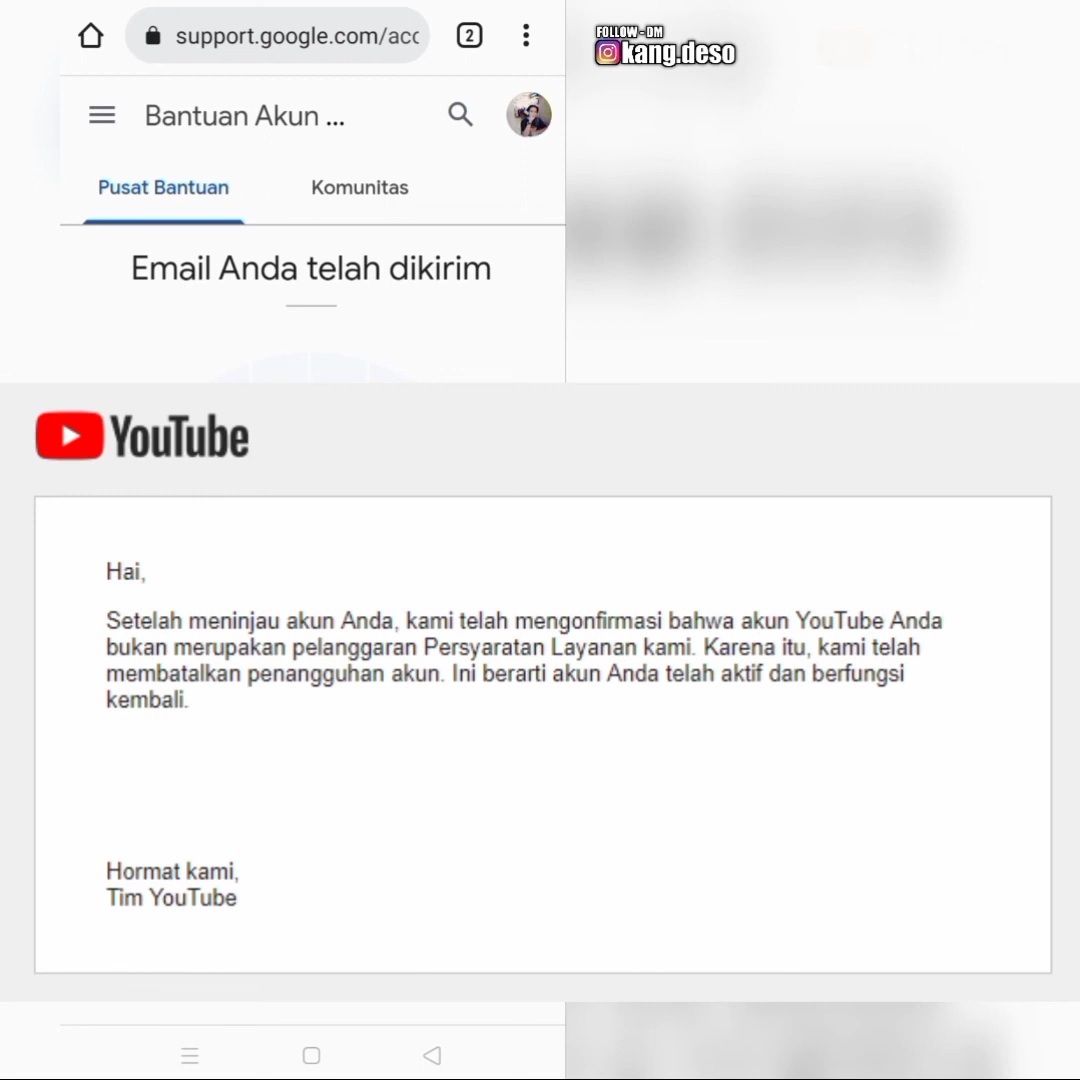 support.google.com/acc
2
FOLLOW - DM
kang.deso
Bantuan Akun ...
Pusat Bantuan
Komunitas
Email Anda telah dikirim
YouTube
Hai,
Setelah meninjau akun Anda, kami telah mengonfirmasi bahwa akun YouTube Anda
bukan merupakan pelanggaran Persyaratan Layanan kami. Karena itu, kami telah
membatalkan penangguhan akun. Ini berarti akun Anda telah aktif dan berfungsi
kembali.
Hormat kami,
Tim YouTube